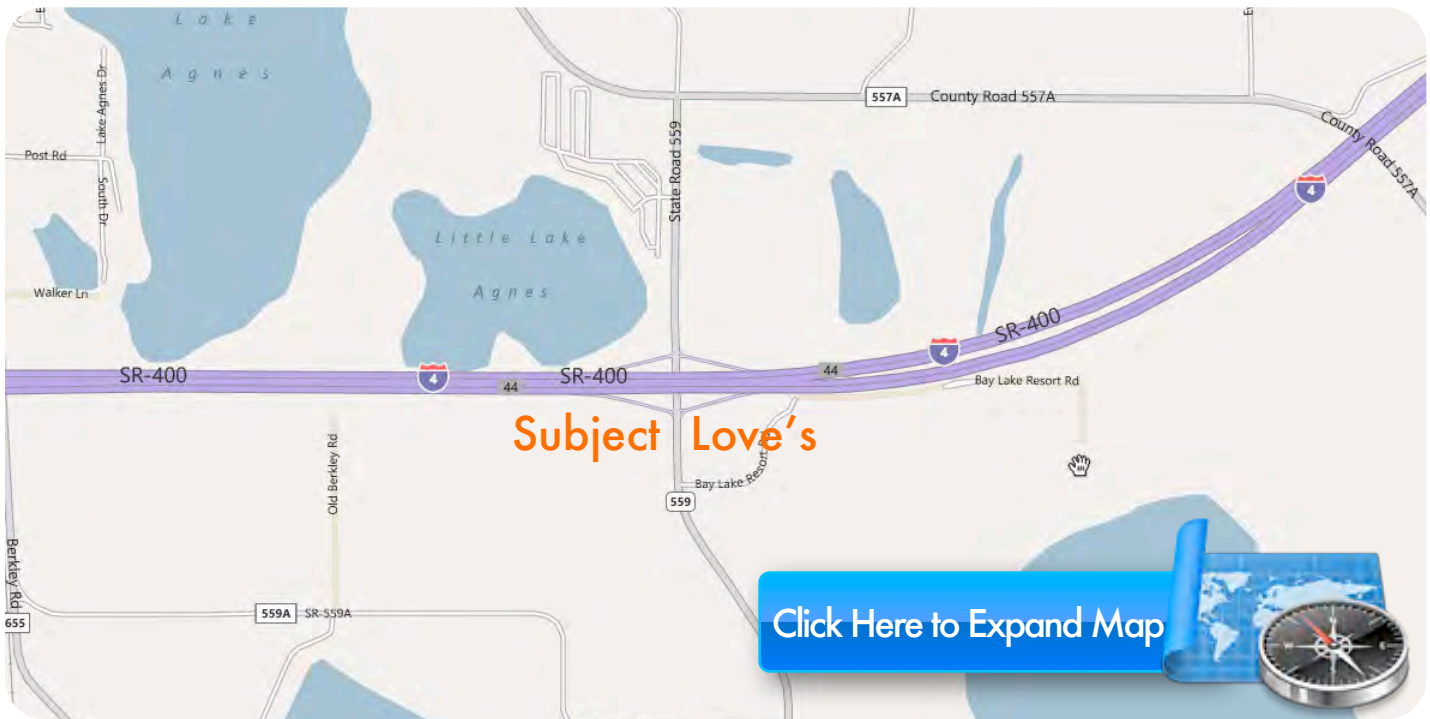 Lake
Agnes
Lake Agnes Dr
Post Rd
South Dr
Walker Ln
Little Lake
Agnes
State Road 559
557A
County Road 557A
County Road 557A
4
SR-400
4
SR-400
4
44
SR-400
44
Bay Lake Resort Rd
Subject Love's
Old Berkley Rd
Bay Lake Resort Rd
559
Berkley Rd
655
559A
SR 559A
Click Here to Expand Map